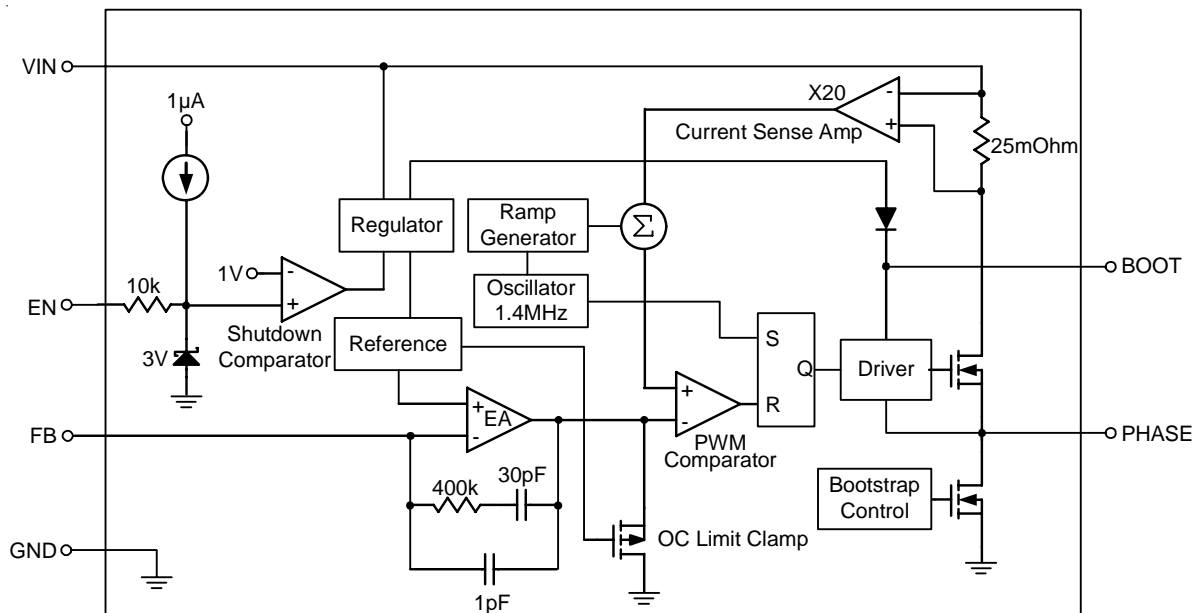 VIN
1µA
X20
-
+
Current Sense Amp
25mOhm
Regulator
Ramp
Generator
Σ
1V
-
+
10k
EN
BOOT
Oscillator
1.4MHz
Shutdown
Comparator
Reference
3V
S
Q
R
Driver
+
-
EA
+
-
FB
PHASE
PWM
Comparator
400k
30pF
Bootstrap
Control
OC Limit Clamp
GND
1pF